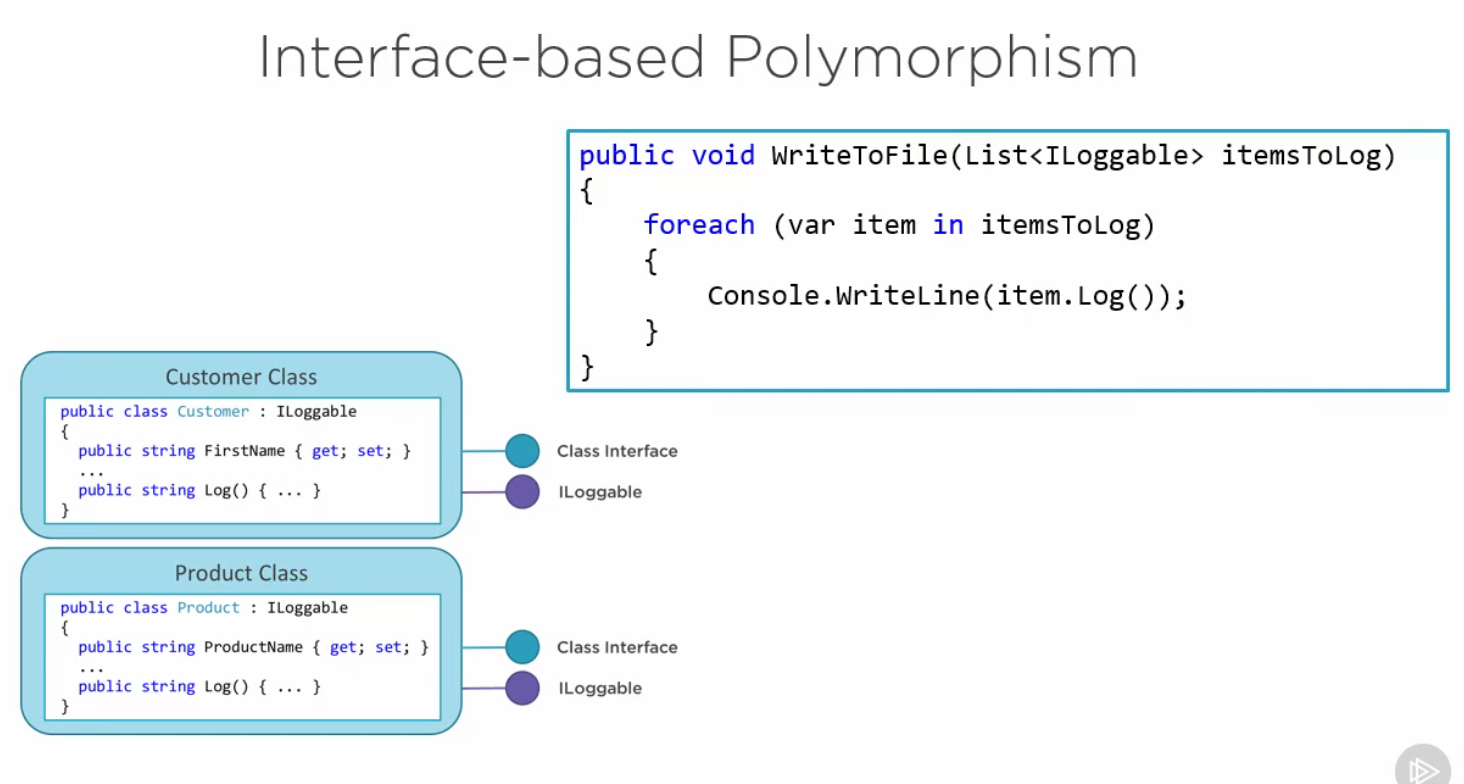 Interface-based Polymorphism
public void WriteToFile(List<ILoggable> itemsToLog)
{
    foreach (var item in itemsToLog)
    {
        Console.WriteLine(item.Log());
    }
}
Customer Class
public class Customer : ILoggable
{
  public string FirstName { get; set; }
  ...
  public string Log() { ... }
}
Class Interface
ILoggable
Product Class
public class Product : ILoggable
{
  public string ProductName { get; set; }
  ...
  public string Log() { ... }
}
Class Interface
ILoggable